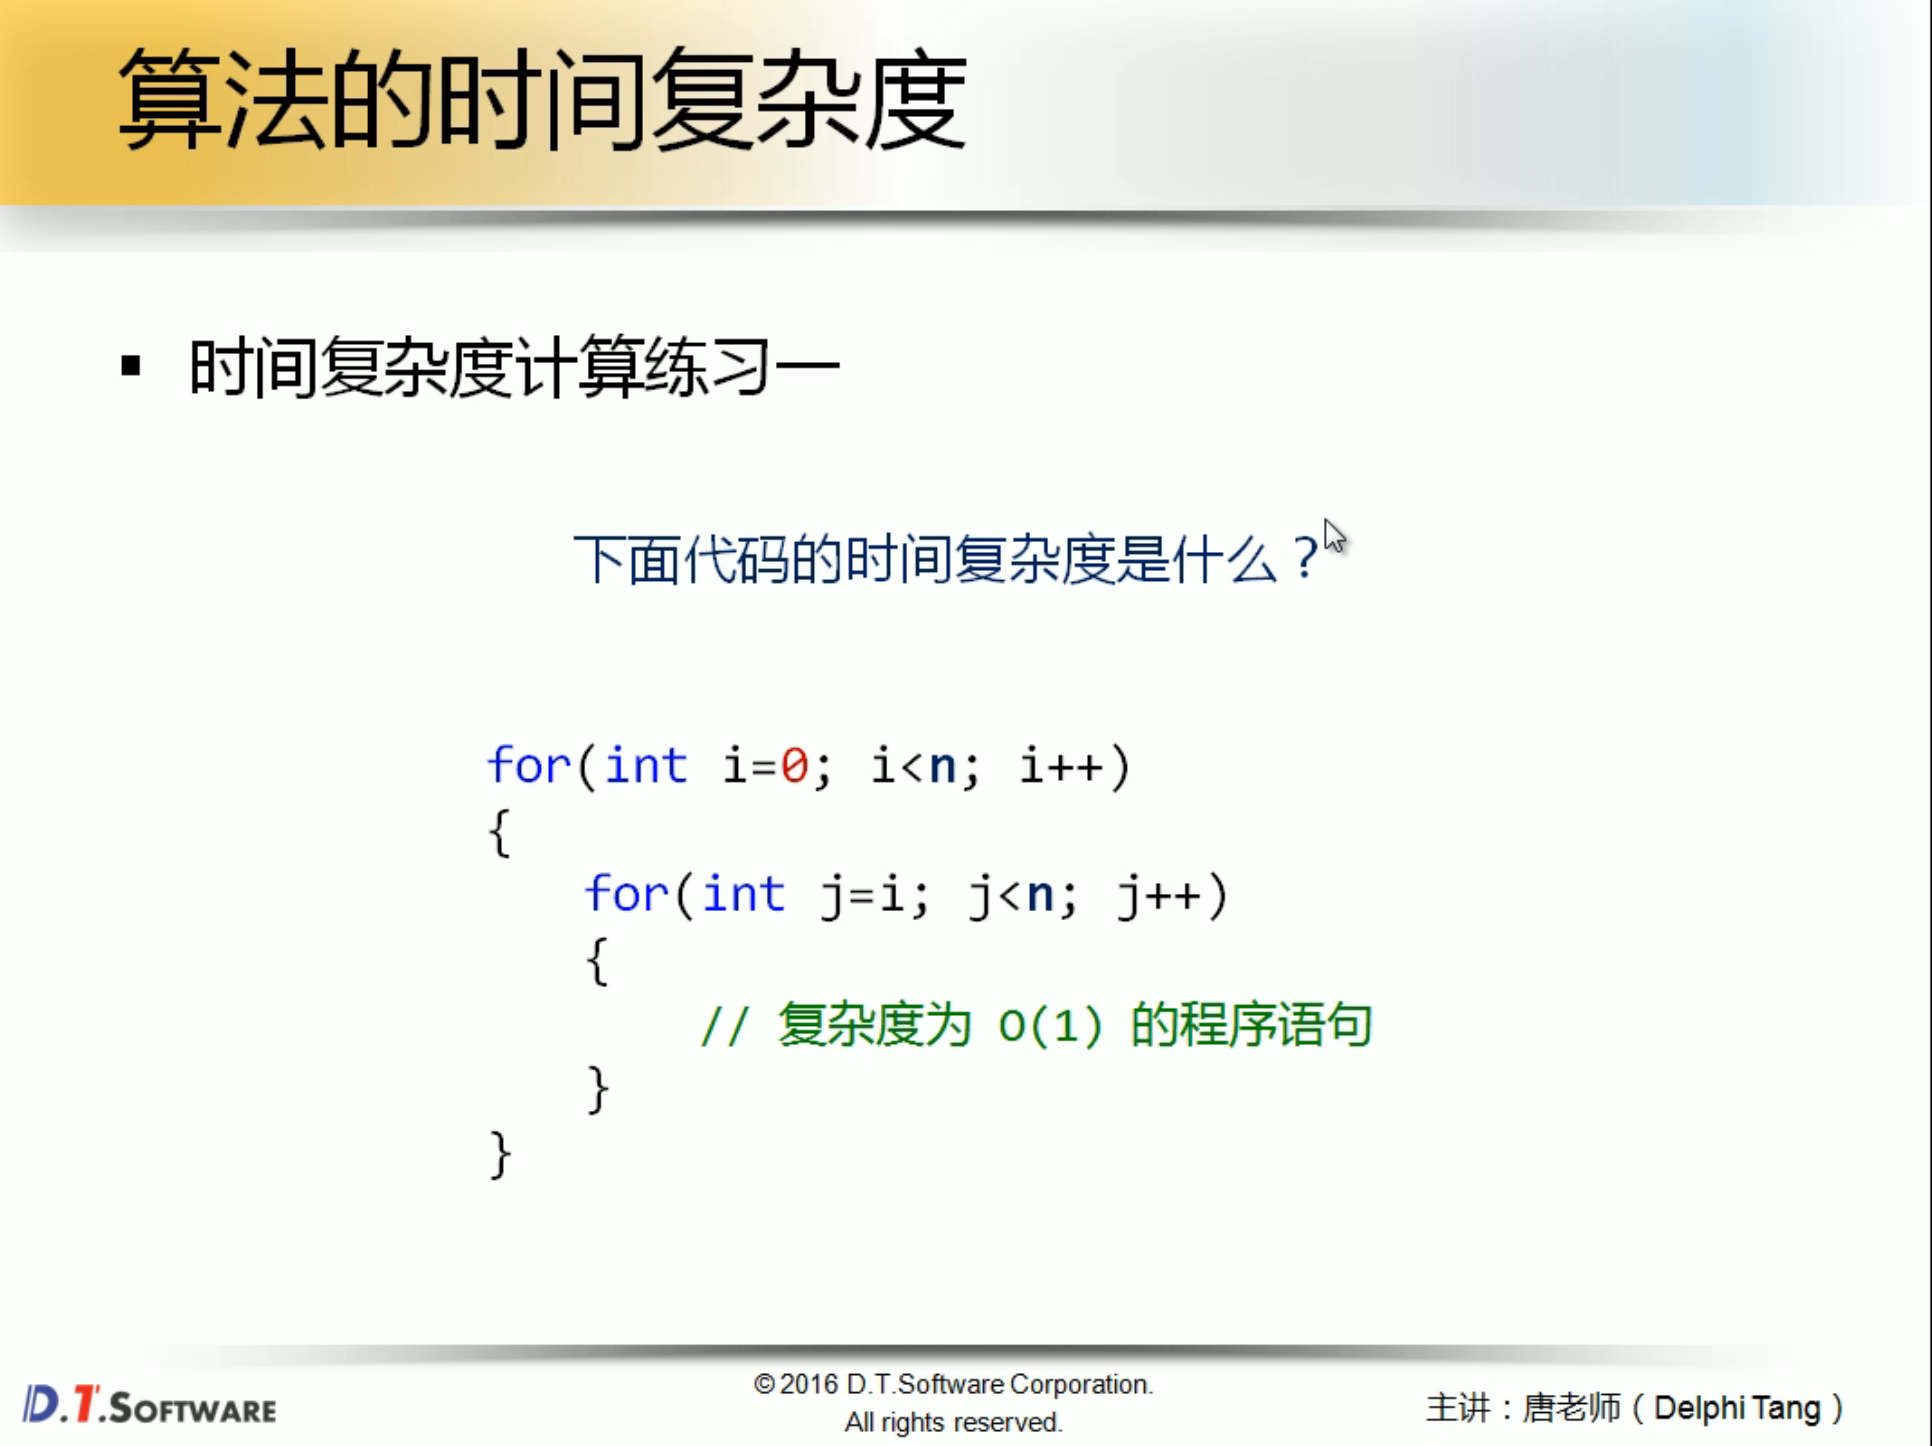 算法的时间复杂度
▪ 时间复杂度计算练习一
下面代码的时间复杂度是什么？
for(int i=0; i<n; i++)
{
for(int j=i; j<n; j++)
{
// 复杂度为 O(1) 的程序语句
}
}
D.T.SOFTWARE
© 2016 D.T.Software Corporation.
All rights reserved.
主讲：唐老师（Delphi Tang）